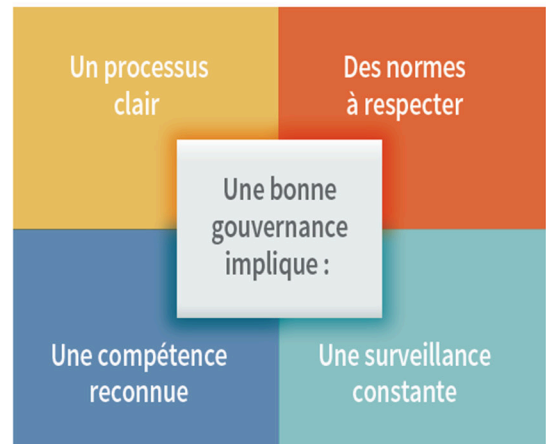 Un processus
clair
Des normes
à respecter
Une bonne
gouvernance
implique :
Une compétence
reconnue
Une surveillance
constante